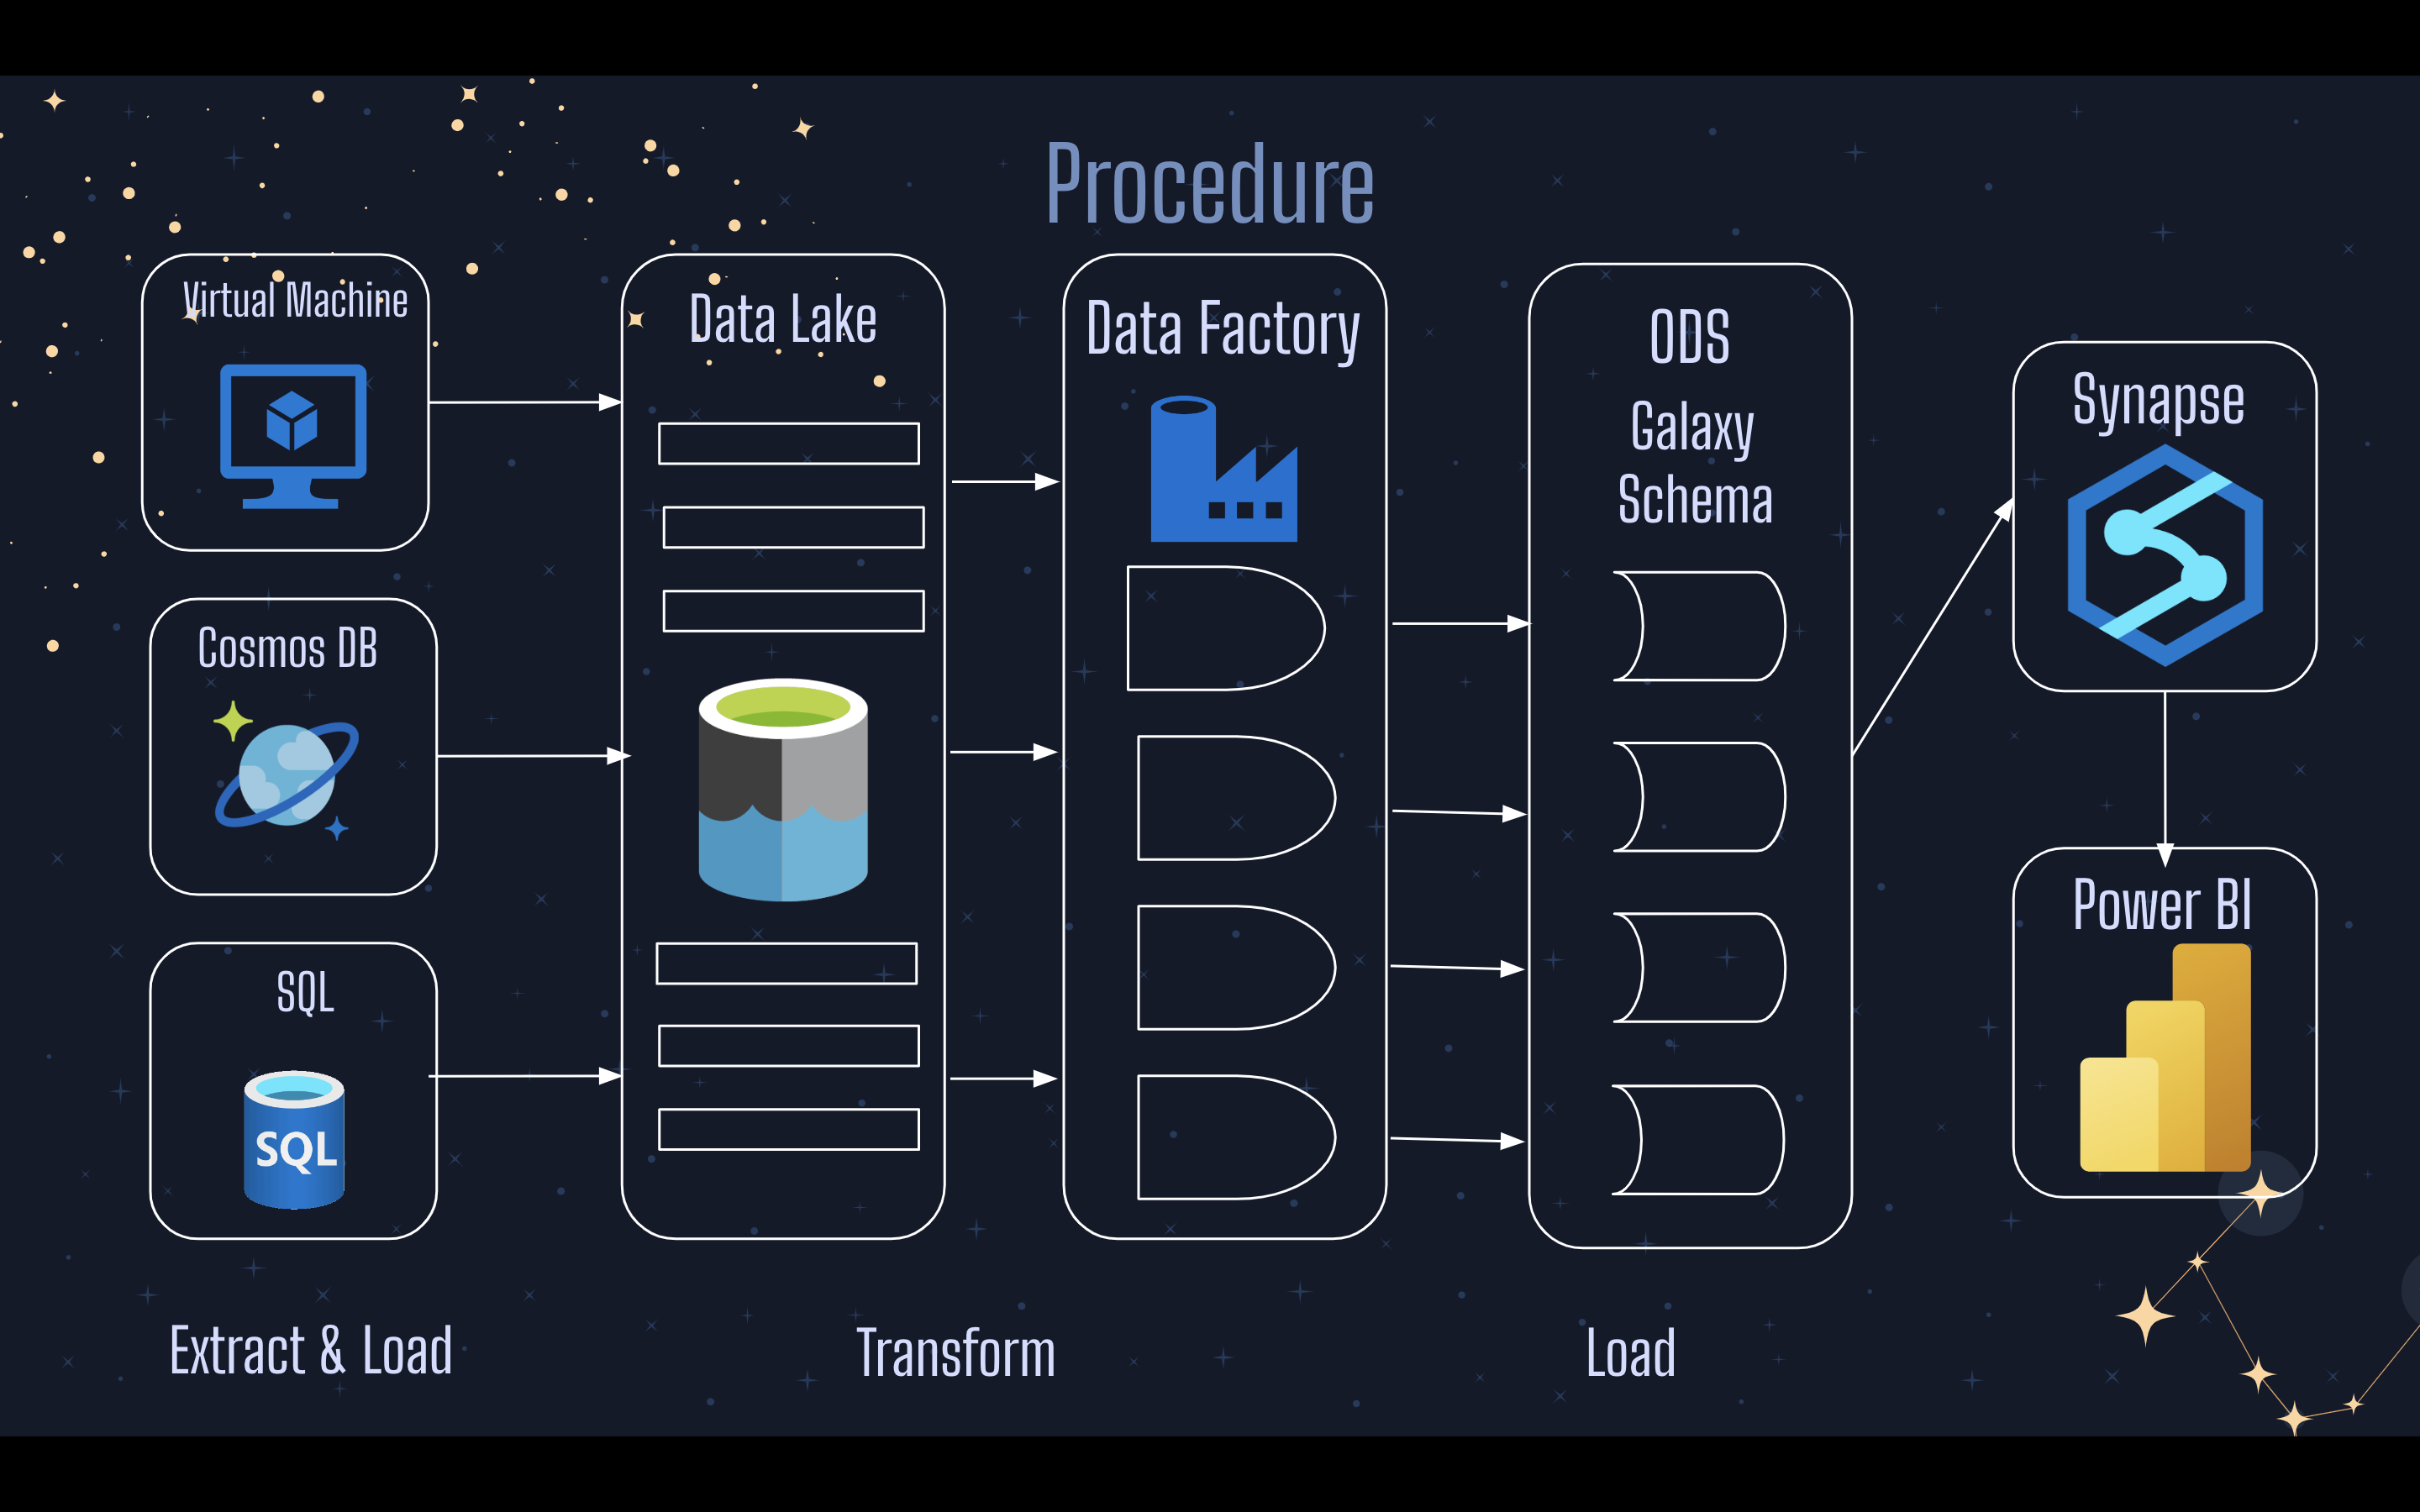 Procedure
Virtual Machine
Cosmos DB
SQL
SQL
Data Lake
Data Factory
ODS
Galaxy
Schema
Synapse
Power BI
Extract & Load
Transform
Load